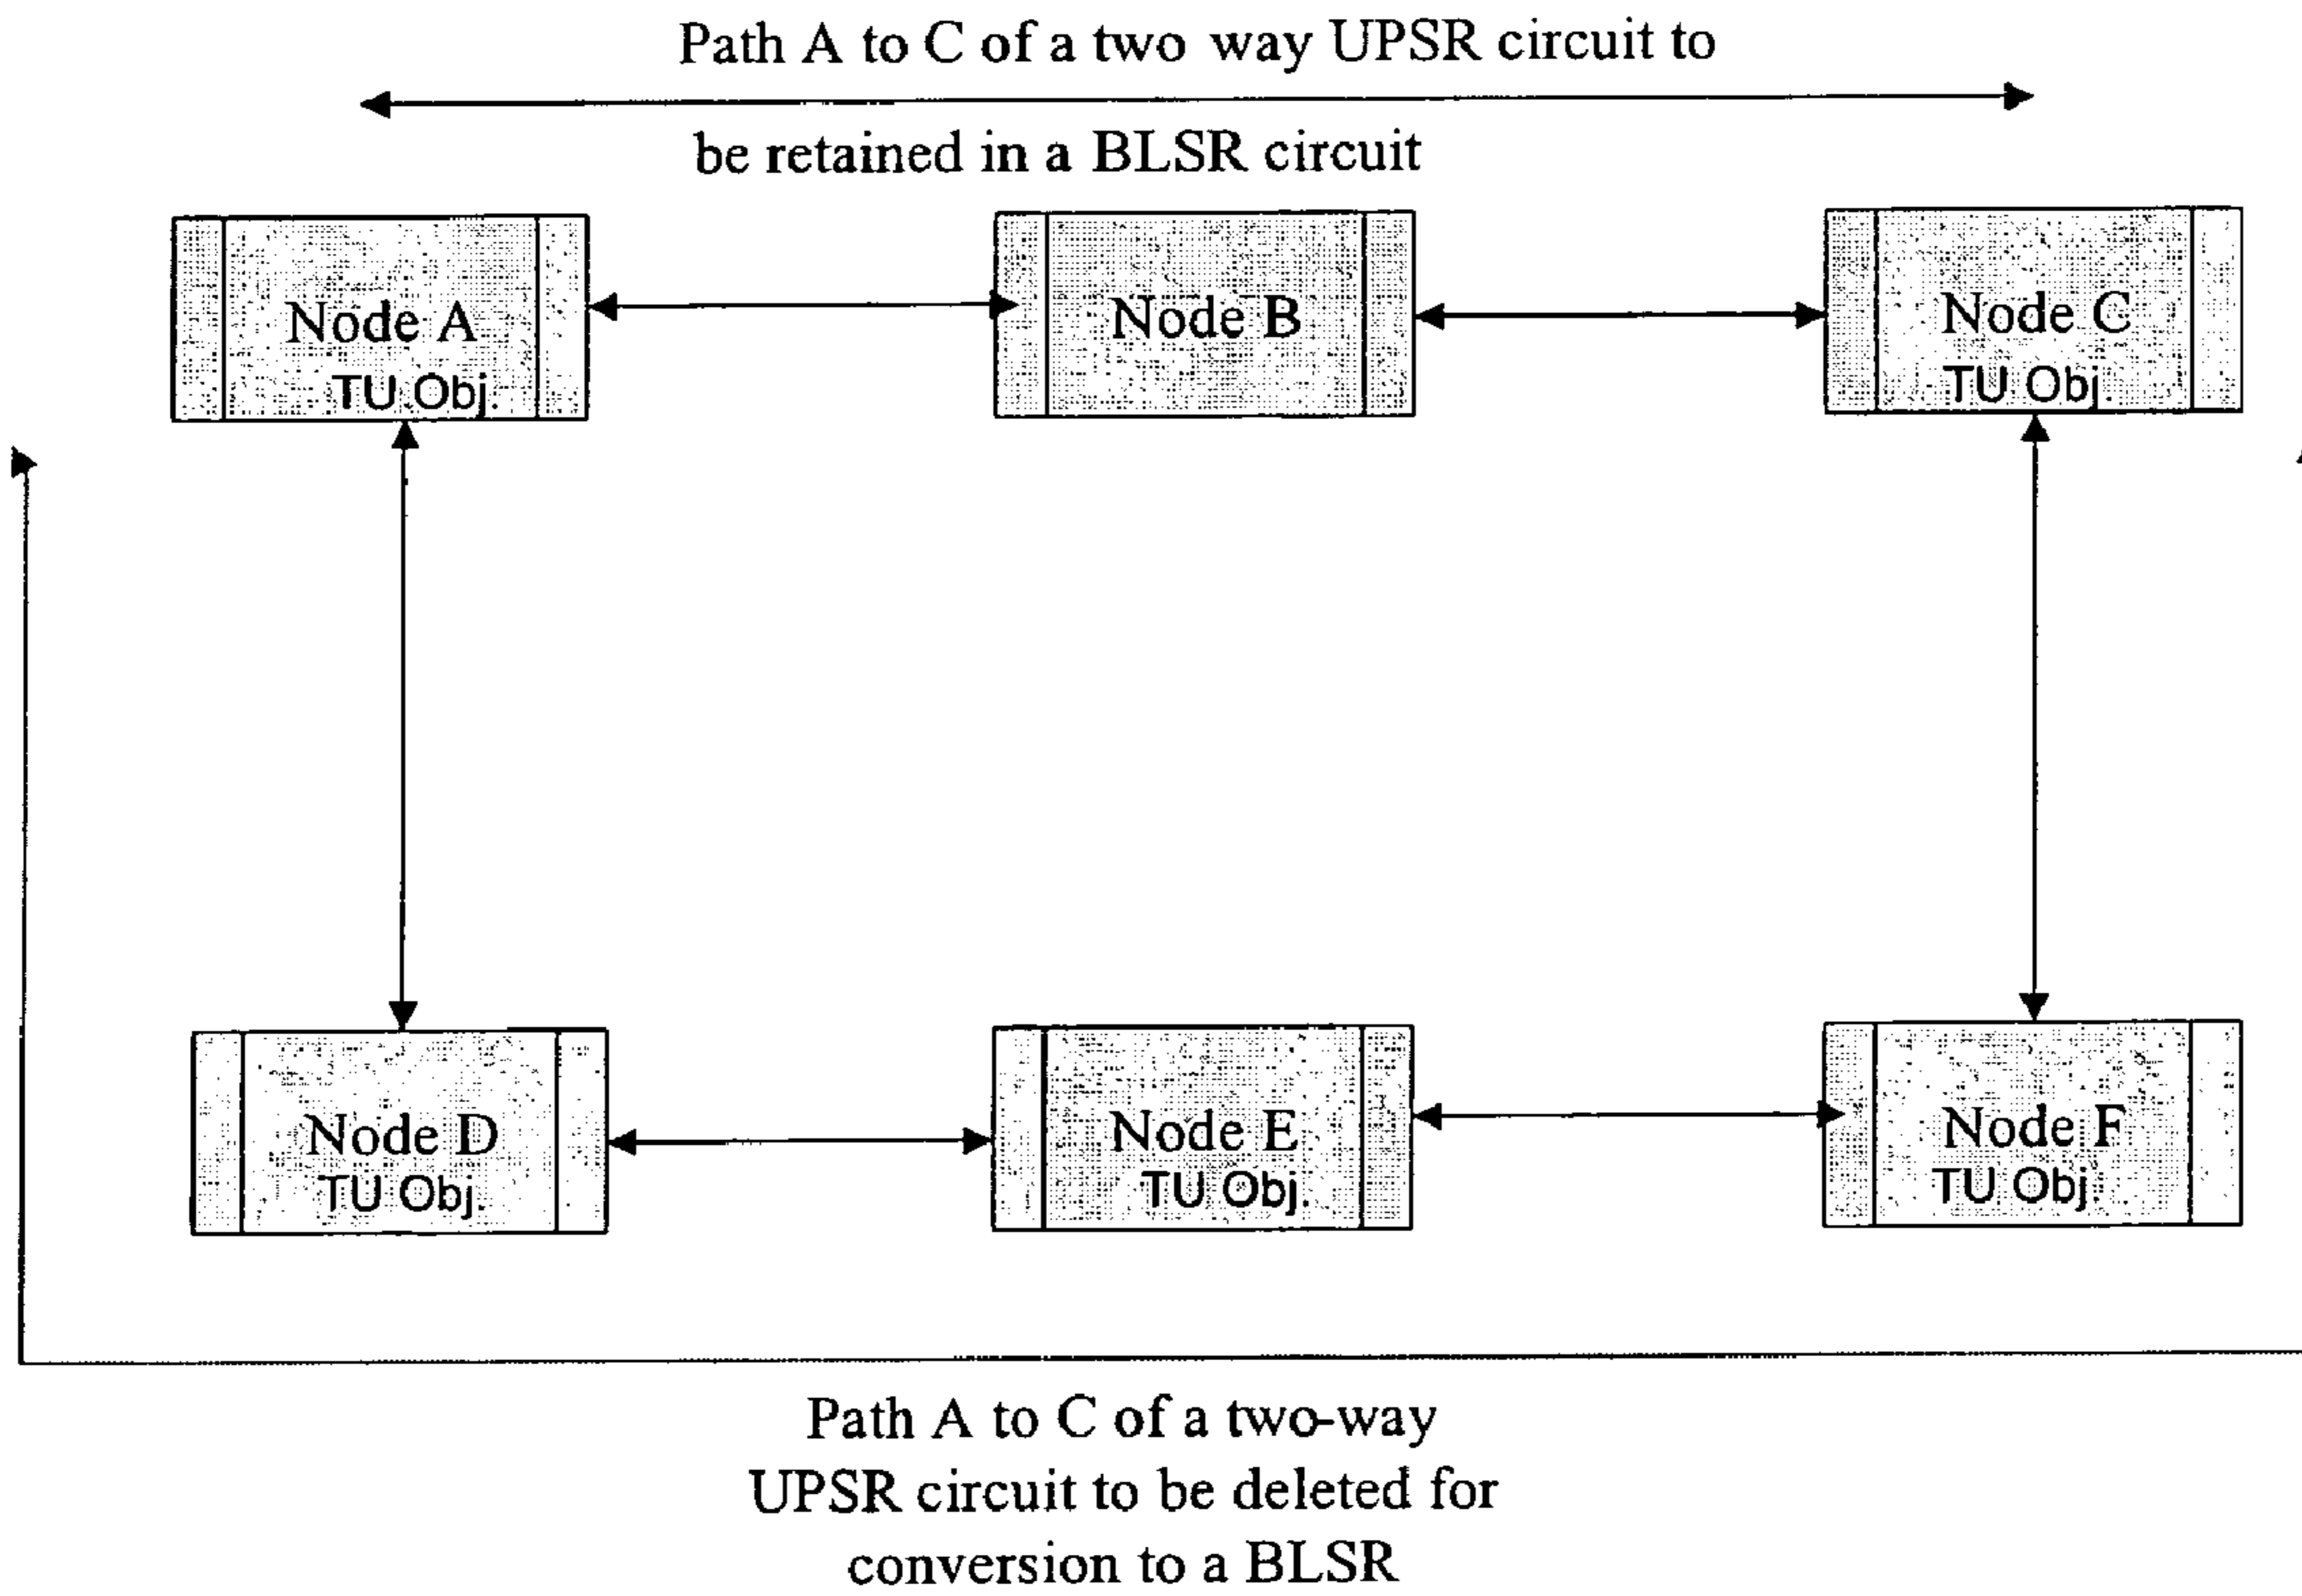 Path A to C of a two way UPSR circuit to
be retained in a BLSR circuit
Node A
TU Obj.
Node B
Node C
TU Obj.
Node D
TU Obj.
Node E
TU Obj.
Node F
TU Obj.
Path A to C of a two-way
UPSR circuit to be deleted for
conversion to a BLSR